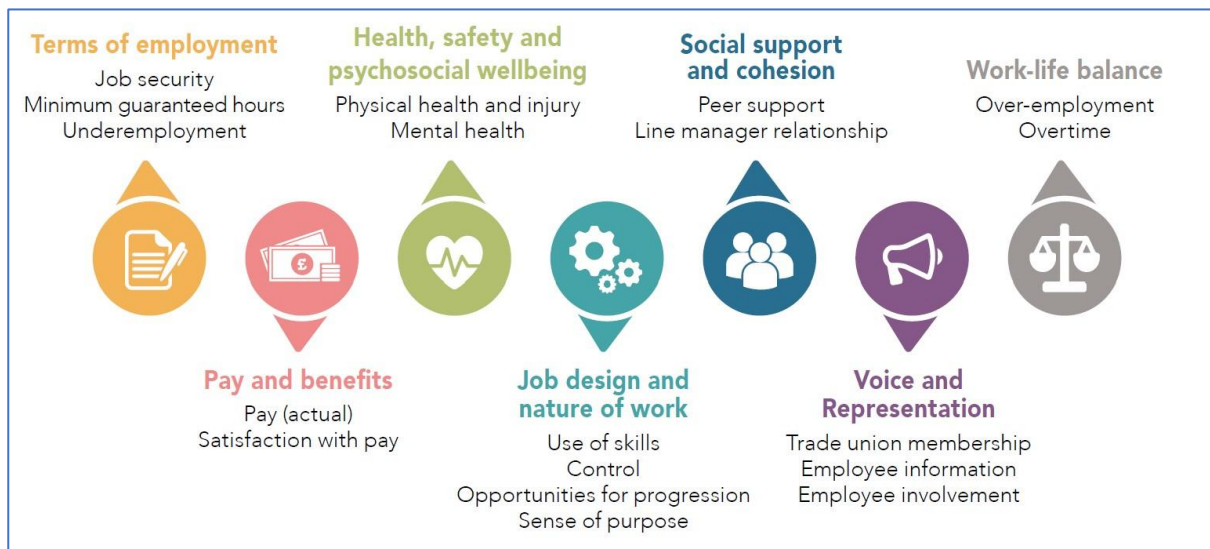 Terms of employment
Job security
Minimum guaranteed hours
Underemployment
Health, safety and
psychosocial wellbeing
Physical health and injury
Mental health
Social support
and cohesion
Peer support
Line manager relationship
Work-life balance
Over-employment
Overtime
£
Pay and benefits
Pay (actual)
Satisfaction with pay
Job design and
nature of work
Use of skills
Control
Opportunities for progression
Sense of purpose
Voice and
Representation
Trade union membership
Employee information
Employee involvement